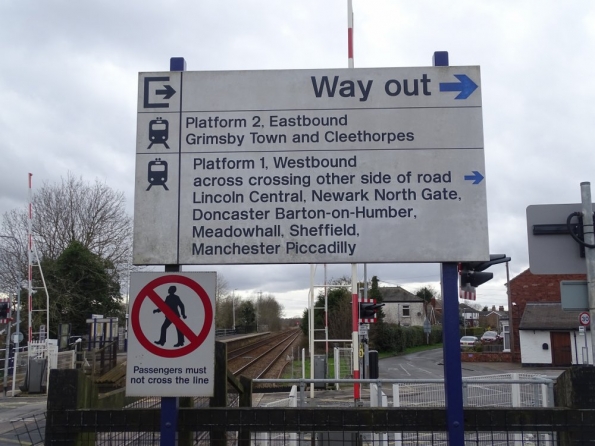 Way out
Platform 2, Eastbound
Grimsby Town and Cleethorpes
Platform 1, Westbound
across crossing other side of road
Lincoln Central, Newark North Gate,
Doncaster Barton-on-Humber,
Meadowhall, Sheffield,
Manchester Piccadilly
Passengers must
not cross the line